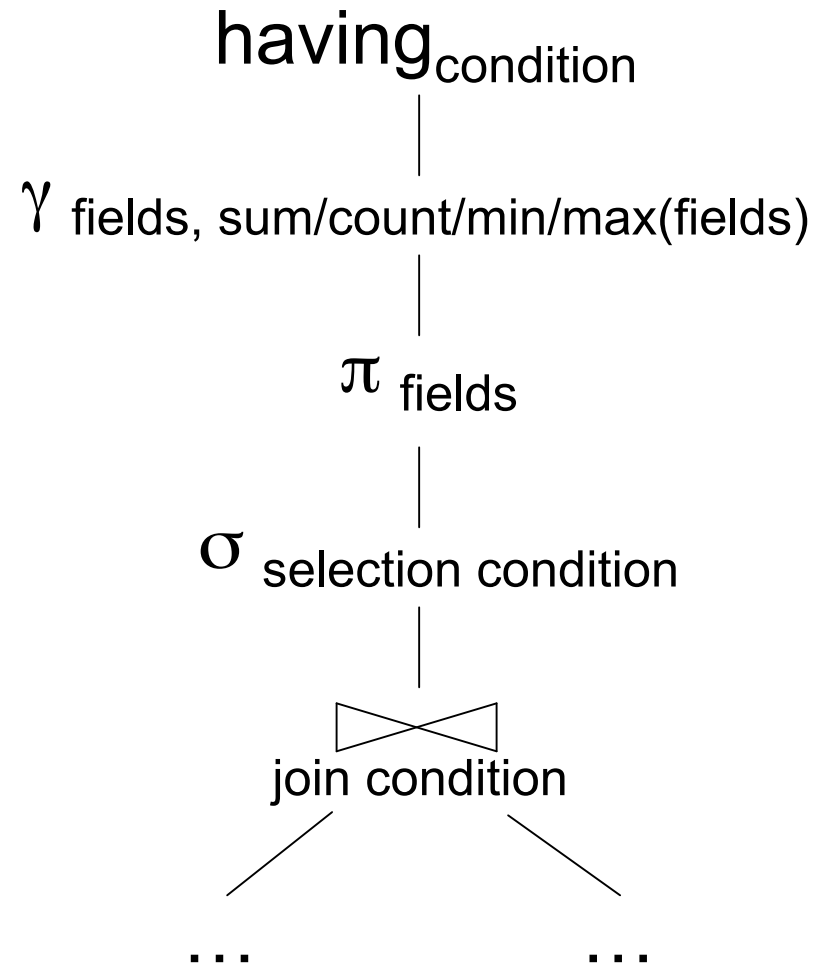 having condition
γ fields, sum/count/min/max(fields)
π fields
σ selection condition
join condition
... ...